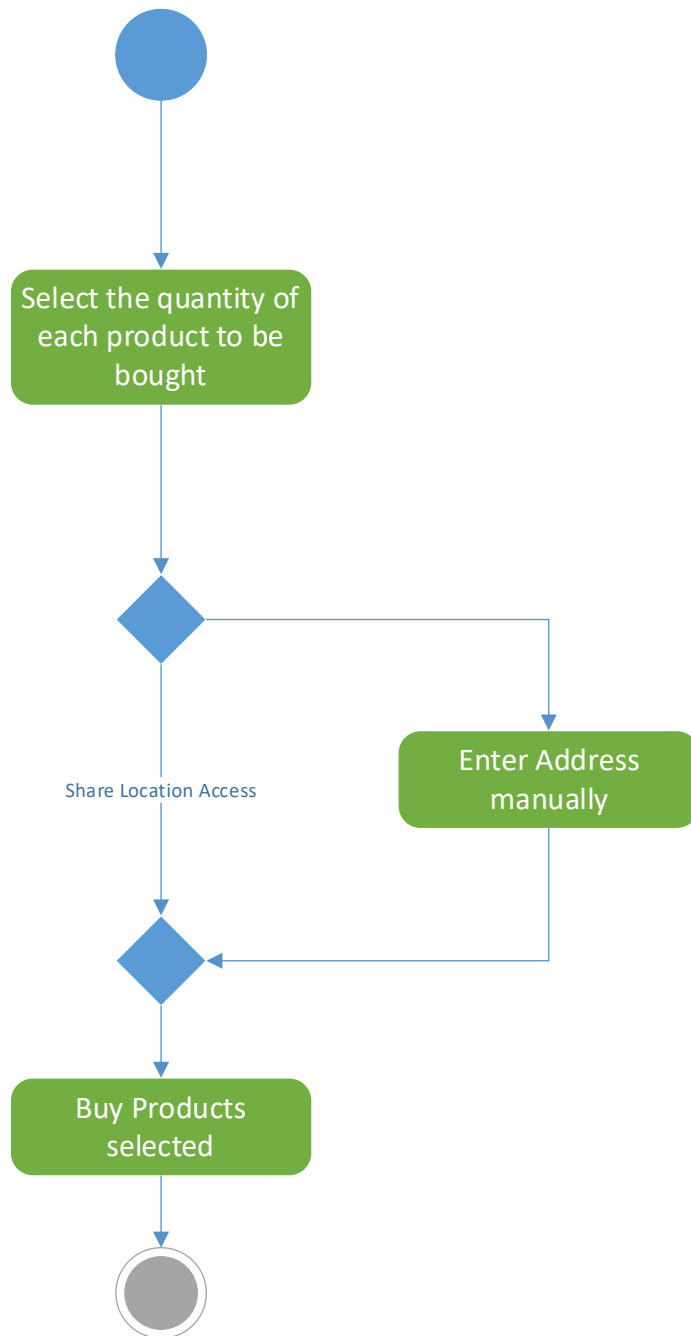 Select the quantity of
each product to be
bought
Share Location Access
Enter Address
manually
Buy Products
selected